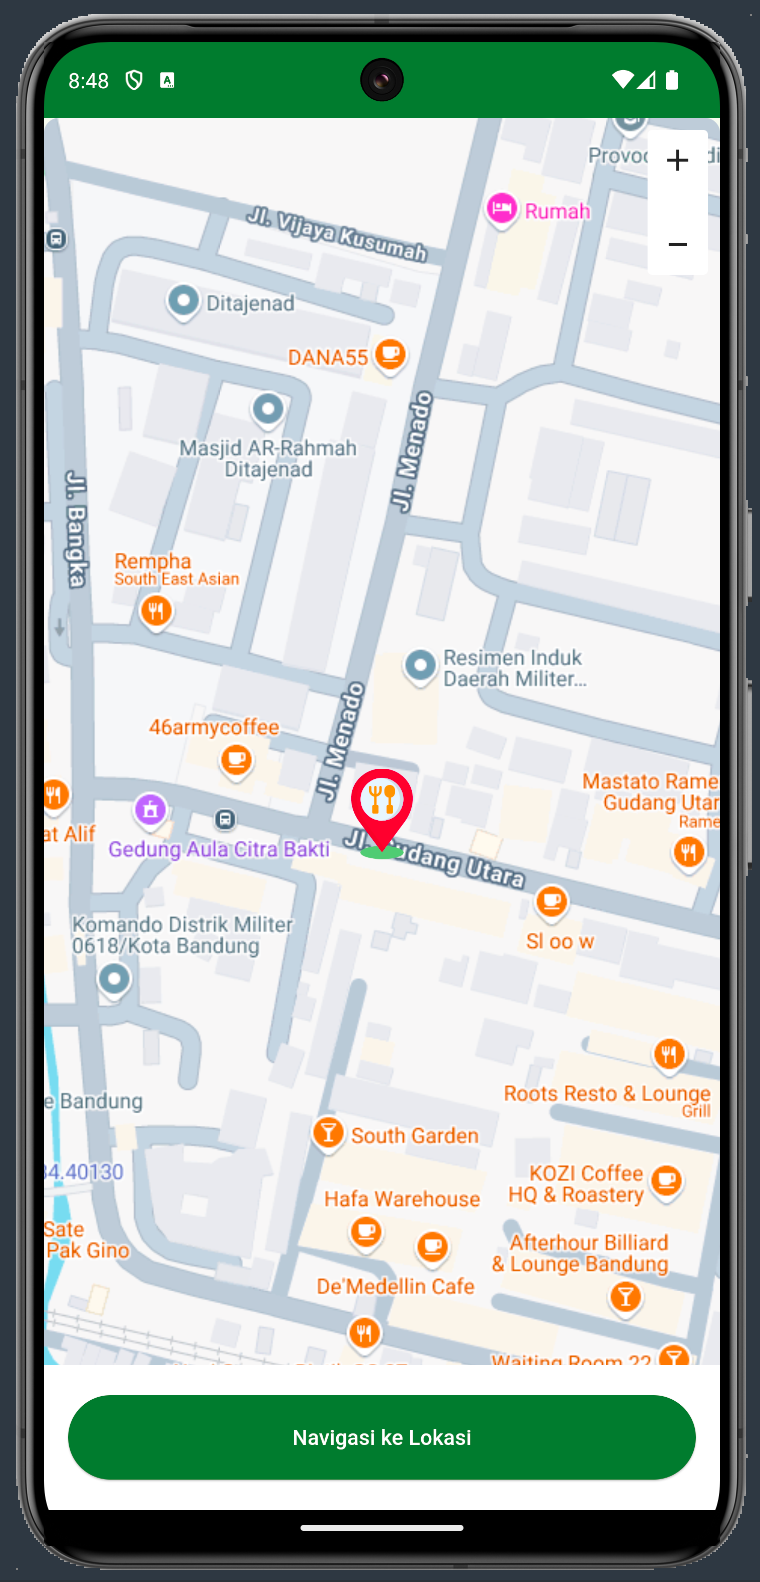 8:48
Provoc
di
Rumah
Jl. Vijaya Kusumah
Ditajenad
DANA55
Jl. Menado
Masjid AR-Rahmah
Ditajenad
Jl. Bangka
Rempha
South East Asian
Resimen Induk
Daerah Militer...
Jl. Menado
46armycoffee
Mastato Rame
Gudang Utar
Rame
at Alif
Gedung Aula Citra Bakti
Jl. Gudang Utara
Komando Distrik Militer
0618/Kota Bandung
Sl oo w
e Bandung
Roots Resto & Lounge
Grill
South Garden
34.40130
KOZI Coffee
HQ & Roastery
Hafa Warehouse
Sate
Pak Gino
Afterhour Billiard
& Lounge Bandung
De'Medellin Cafe
Waiting Room 22
Navigasi ke Lokasi